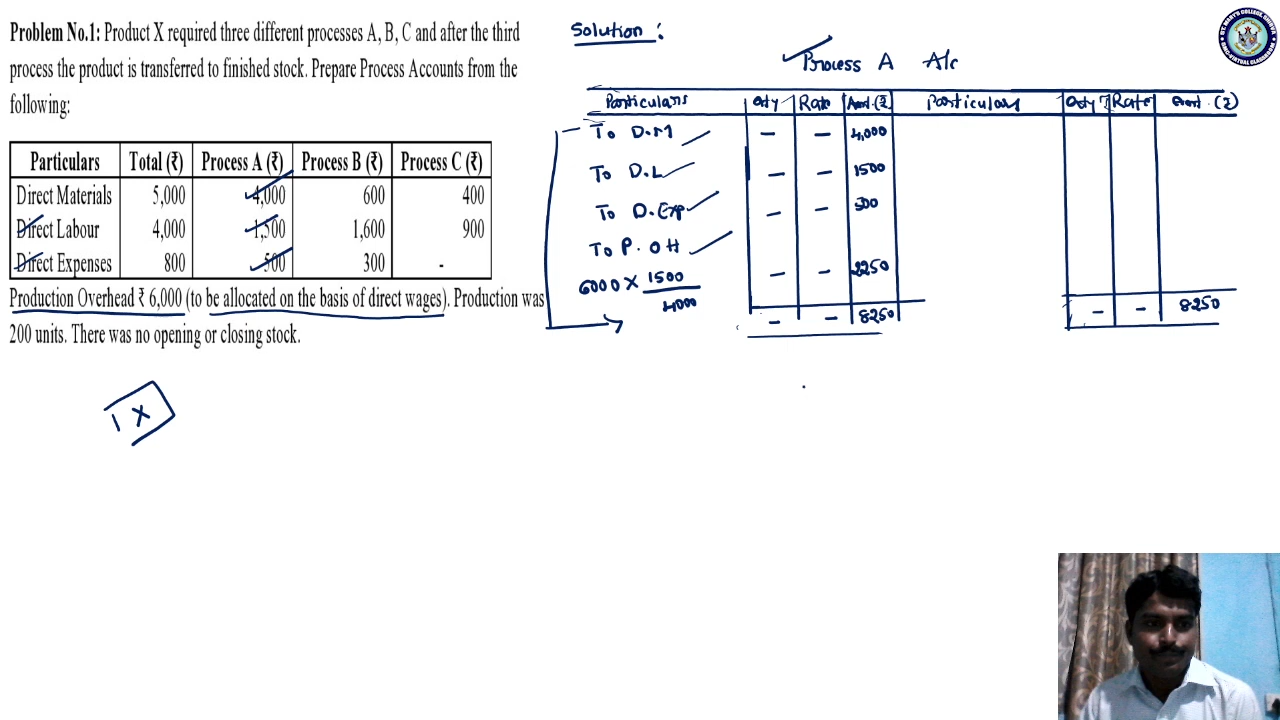 Problem No.1: Product X required three different processes A, B, C and after the third
process the product is transferred to finished stock. Prepare Process Accounts from the
following:
Particulars Total (₹) Process A (₹) Process B (₹) Process C (₹)
Direct Materials 5,000 4,000 600 400
Direct Labour 4,000 1,500 1,600 900
Direct Expenses 800 500 300 -
Production Overhead ₹ 6,000 (to be allocated on the basis of direct wages). Production was
200 units. There was no opening or closing stock.
1 X
Solution :
Process A A/c
Particulars Qty Rate Amt.(₹) Particulars Qty Rate Amt.(₹)
To D.M - - 4,000
To D.L - - 1500
To D.Exp - - 500
To P.OH
6000 X 1500 - - 2250
4000
- - 8250 - - 8250